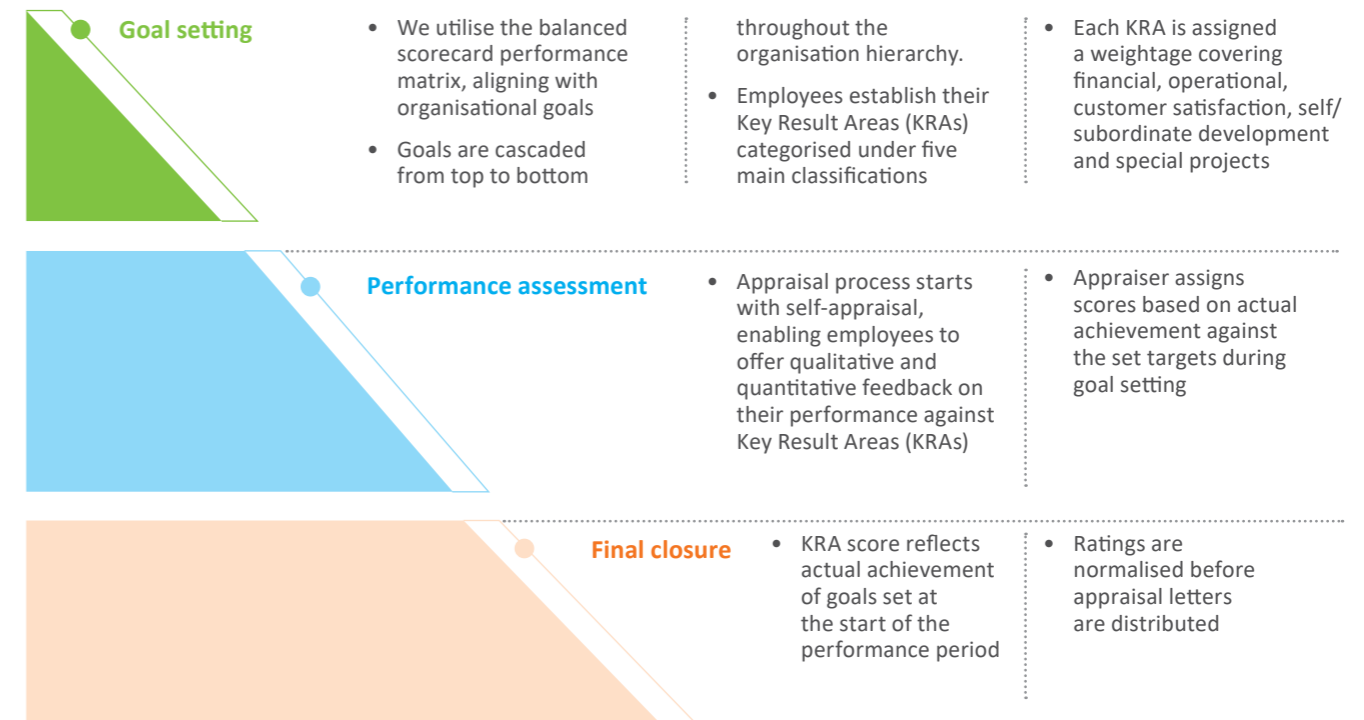 Goal setting
• We utilise the balanced
scorecard performance
matrix, aligning with
organisational goals
• Goals are cascaded
from top to bottom
throughout the
organisation hierarchy.
• Employees establish their
Key Result Areas (KRAs)
categorised under five
main classifications
• Each KRA is assigned
a weightage covering
financial, operational,
customer satisfaction, self/
subordinate development
and special projects
Performance assessment
• Appraisal process starts
with self-appraisal,
enabling employees to
offer qualitative and
quantitative feedback on
their performance against
Key Result Areas (KRAs)
• Appraiser assigns
scores based on actual
achievement against
the set targets during
goal setting
Final closure
• KRA score reflects
actual achievement
of goals set at
the start of the
performance period
• Ratings are
normalised before
appraisal letters
are distributed